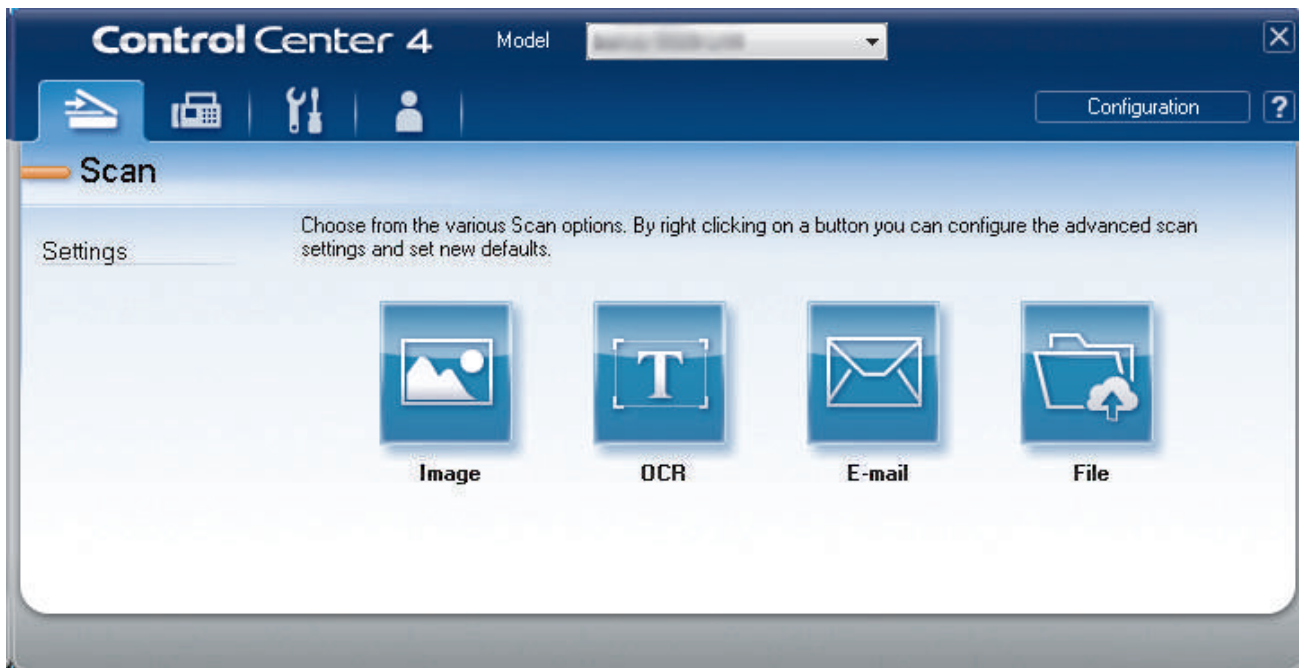 Control Center 4
Model
Configuration
?
Scan
Settings
Choose from the various Scan options. By right clicking on a button you can configure the advanced scan
settings and set new defaults.
T
Image
OCR
E-mail
File